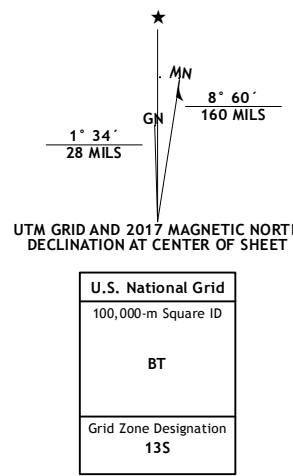 ★
MN
GN
8° 60´
160 MILS
1° 34´
28 MILS
UTM GRID AND 2017 MAGNETIC NORTH
DECLINATION AT CENTER OF SHEET
U.S. National Grid
100,000-m Square ID
BT
Grid Zone Designation
13S